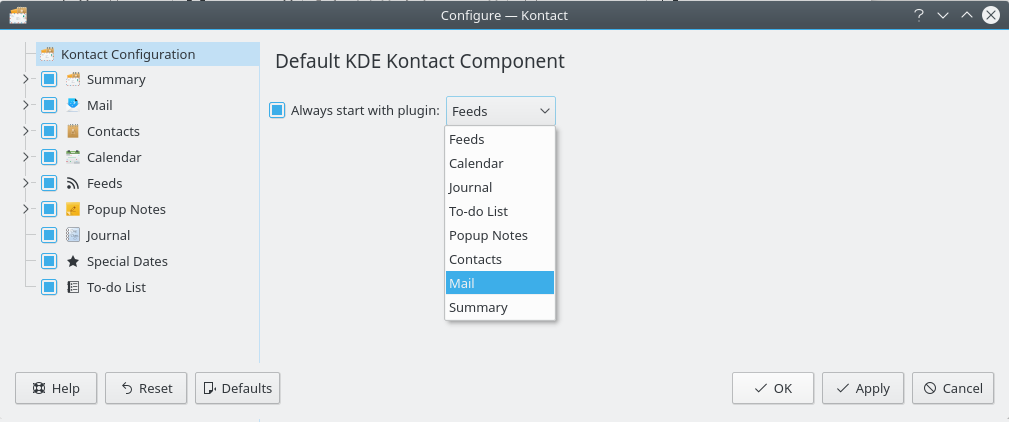 Configure — Kontact
Kontact Configuration
Summary
Mail
Contacts
Calendar
Feeds
Popup Notes
Journal
Special Dates
To-do List
Default KDE Kontact Component
Always start with plugin: Feeds
Feeds
Calendar
Journal
To-do List
Popup Notes
Contacts
Mail
Summary
Help Reset Defaults OK Apply Cancel